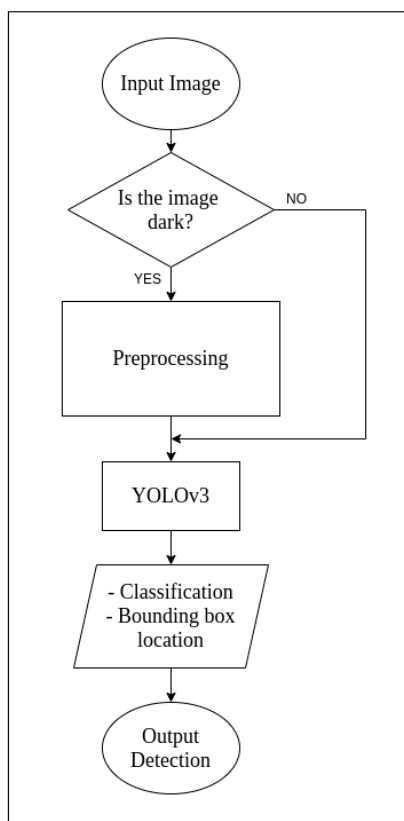 Input Image
Is the image
dark?
NO
YES
Preprocessing
YOLOv3
- Classification
- Bounding box
location
Output
Detection